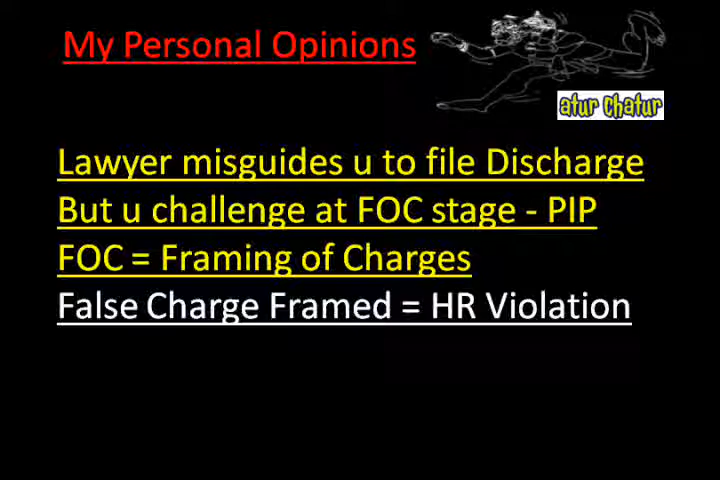 My Personal Opinions
atur chatur
Lawyer misguides u to file Discharge
But u challenge at FOC stage - PIP
FOC = Framing of Charges
False Charge Framed = HR Violation